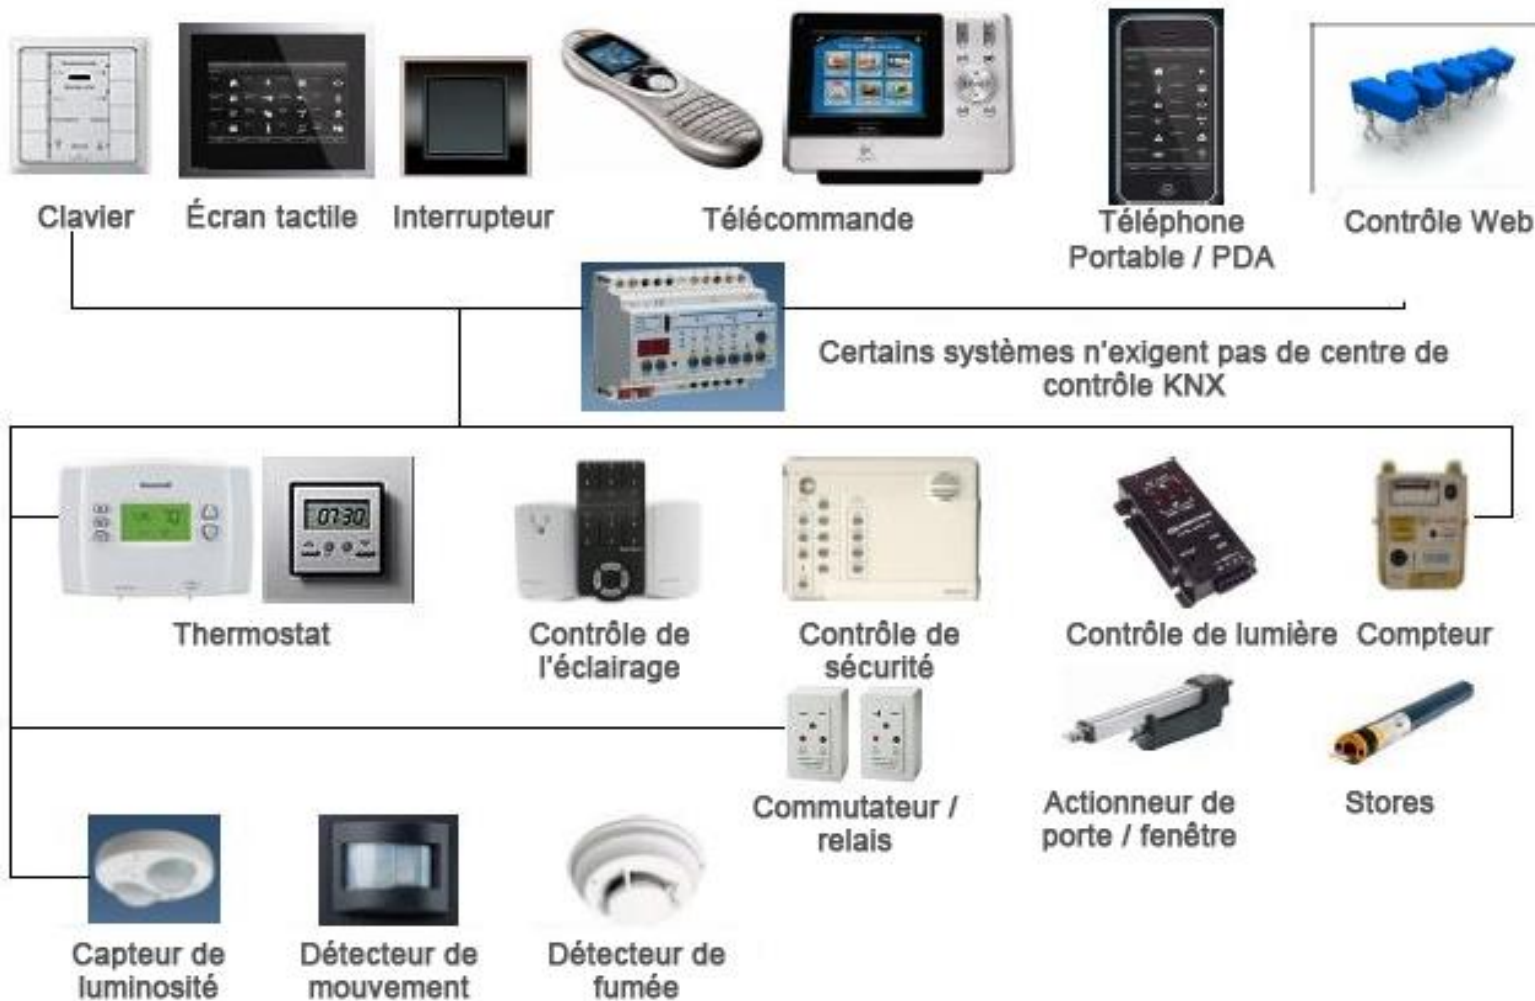 Clavier
Écran tactile
Interrupteur
Télécommande
Téléphone
Portable / PDA
Contrôle Web
Certains systèmes n'exigent pas de centre de
contrôle KNX
07:30
Thermostat
Contrôle de
l'éclairage
Contrôle de
sécurité
Contrôle de lumière
Compteur
Commutateur /
relais
Actionneur de
porte / fenêtre
Stores
Capteur de
luminosité
Détecteur de
mouvement
Détecteur de
fumée